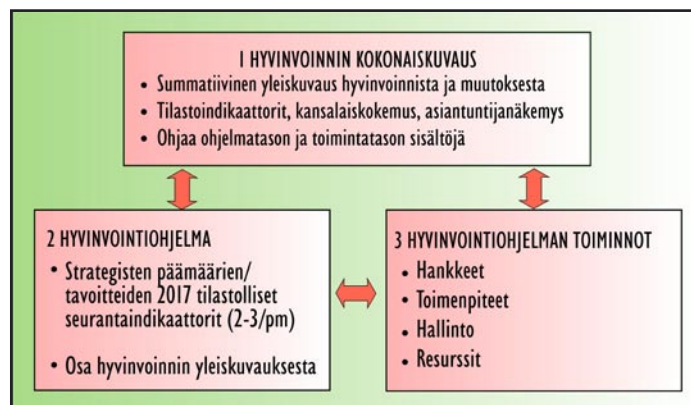 1 HYVINVOINNIN KOKONAISKUVAUS
• Summatiivinen yleiskuvaus hyvinvoinnista ja muutoksesta
• Tilastoindikaattorit, kansalaiskokemus, asiantuntijanäkemys
• Ohjaa ohjelmatason ja toimintatason sisältöjä
2 HYVINVOINTIOHJELMA
• Strategisten päämäärien/
tavoitteiden 2017 tilastolliset
seurantaindikaattorit (2-3/pm)
• Osa hyvinvoinnin yleiskuvauksesta
3 HYVINVOINTIOHJELMAN TOIMINNOT
• Hankkeet
• Toimenpiteet
• Hallinto
• Resurssit